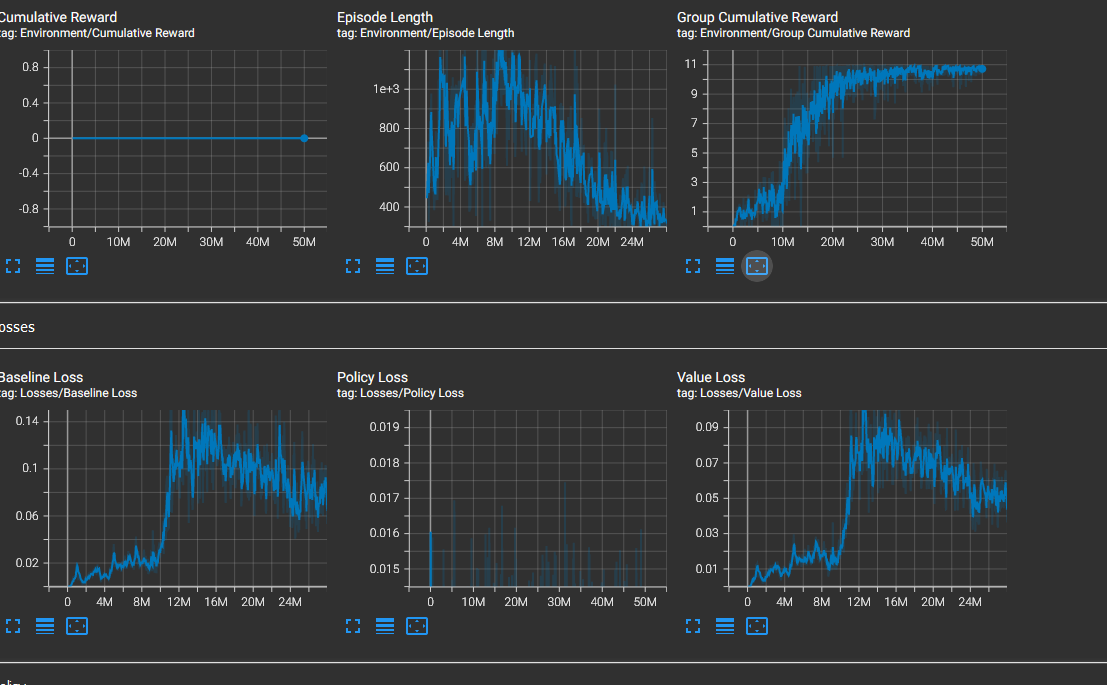 Cumulative Reward
tag: Environment/Cumulative Reward
0.8
0.4
0
-0.4
-0.8
0 10M 20M 30M 40M 50M
Episode Length
tag: Environment/Episode Length
1e+3
800
600
400
0 4M 8M 12M 16M 20M 24M
Group Cumulative Reward
tag: Environment/Group Cumulative Reward
11
9
7
5
3
1
0 10M 20M 30M 40M 50M
osses
Baseline Loss
tag: Losses/Baseline Loss
0.14
0.1
0.06
0.02
0 4M 8M 12M 16M 20M 24M
Policy Loss
tag: Losses/Policy Loss
0.019
0.018
0.017
0.016
0.015
0 10M 20M 30M 40M 50M
Value Loss
tag: Losses/Value Loss
0.09
0.07
0.05
0.03
0.01
0 4M 8M 12M 16M 20M 24M